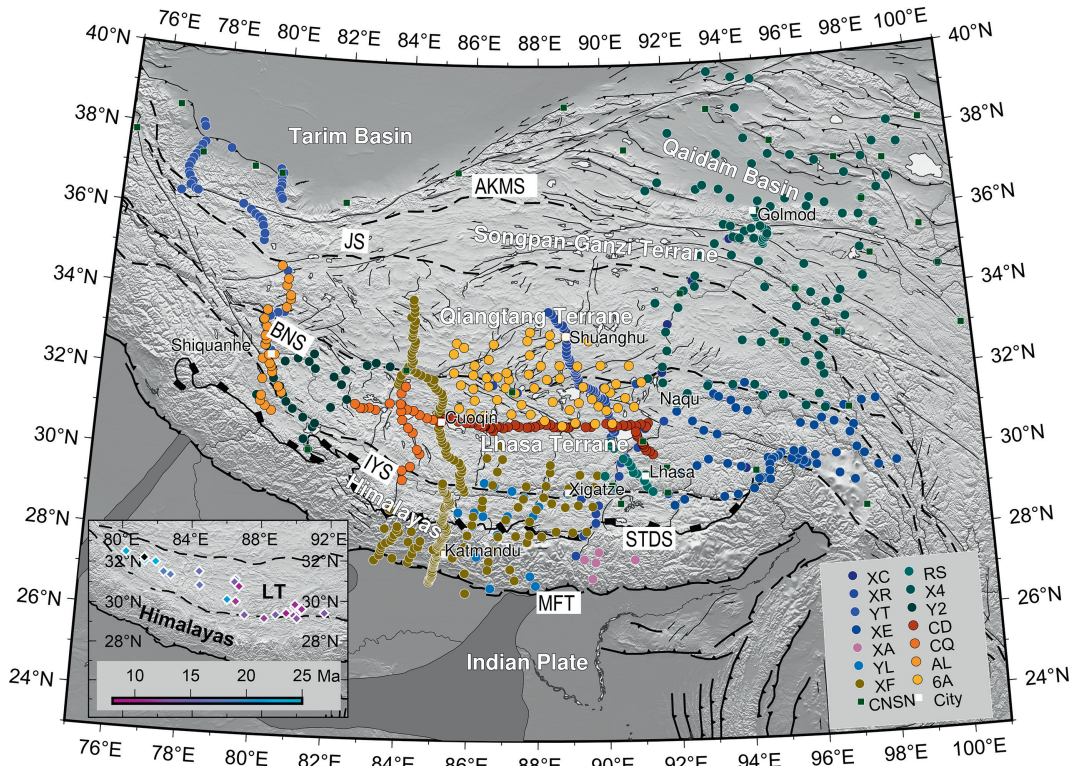 76°E 78°E 80°E 82°E 84°E 86°E 88°E 90°E 92°E 94°E 96°E 98°E 100°E
40°N
40°N
38°N
38°N
36°N
36°N
34°N
34°N
32°N
32°N
30°N
30°N
28°N
28°N
26°N
26°N
24°N
24°N
Tarim Basin
Qaidam Basin
AKMS
Golmod
JS
Songpan-Ganzi Terrane
Qiangtang Terrane
BNS
Shuanghu
Shiquanhe
Naqu
Cuoqin
Lhasa Terrane
IYS
Lhasa
Xigatze
Himalayas
STDS
Katmandu
MFT
Indian Plate
80°E 84°E 88°E 92°E
32°N 32°N
LT
30°N 30°N
Himalayas
28°N 28°N
10 15 20 25 Ma
XC RS
XR X4
YT Y2
XE CD
XA CQ
YL AL
XF 6A
CNSN City
76°E 78°E 80°E 82°E 84°E 86°E 88°E 90°E 92°E 94°E 96°E 98°E 100°E